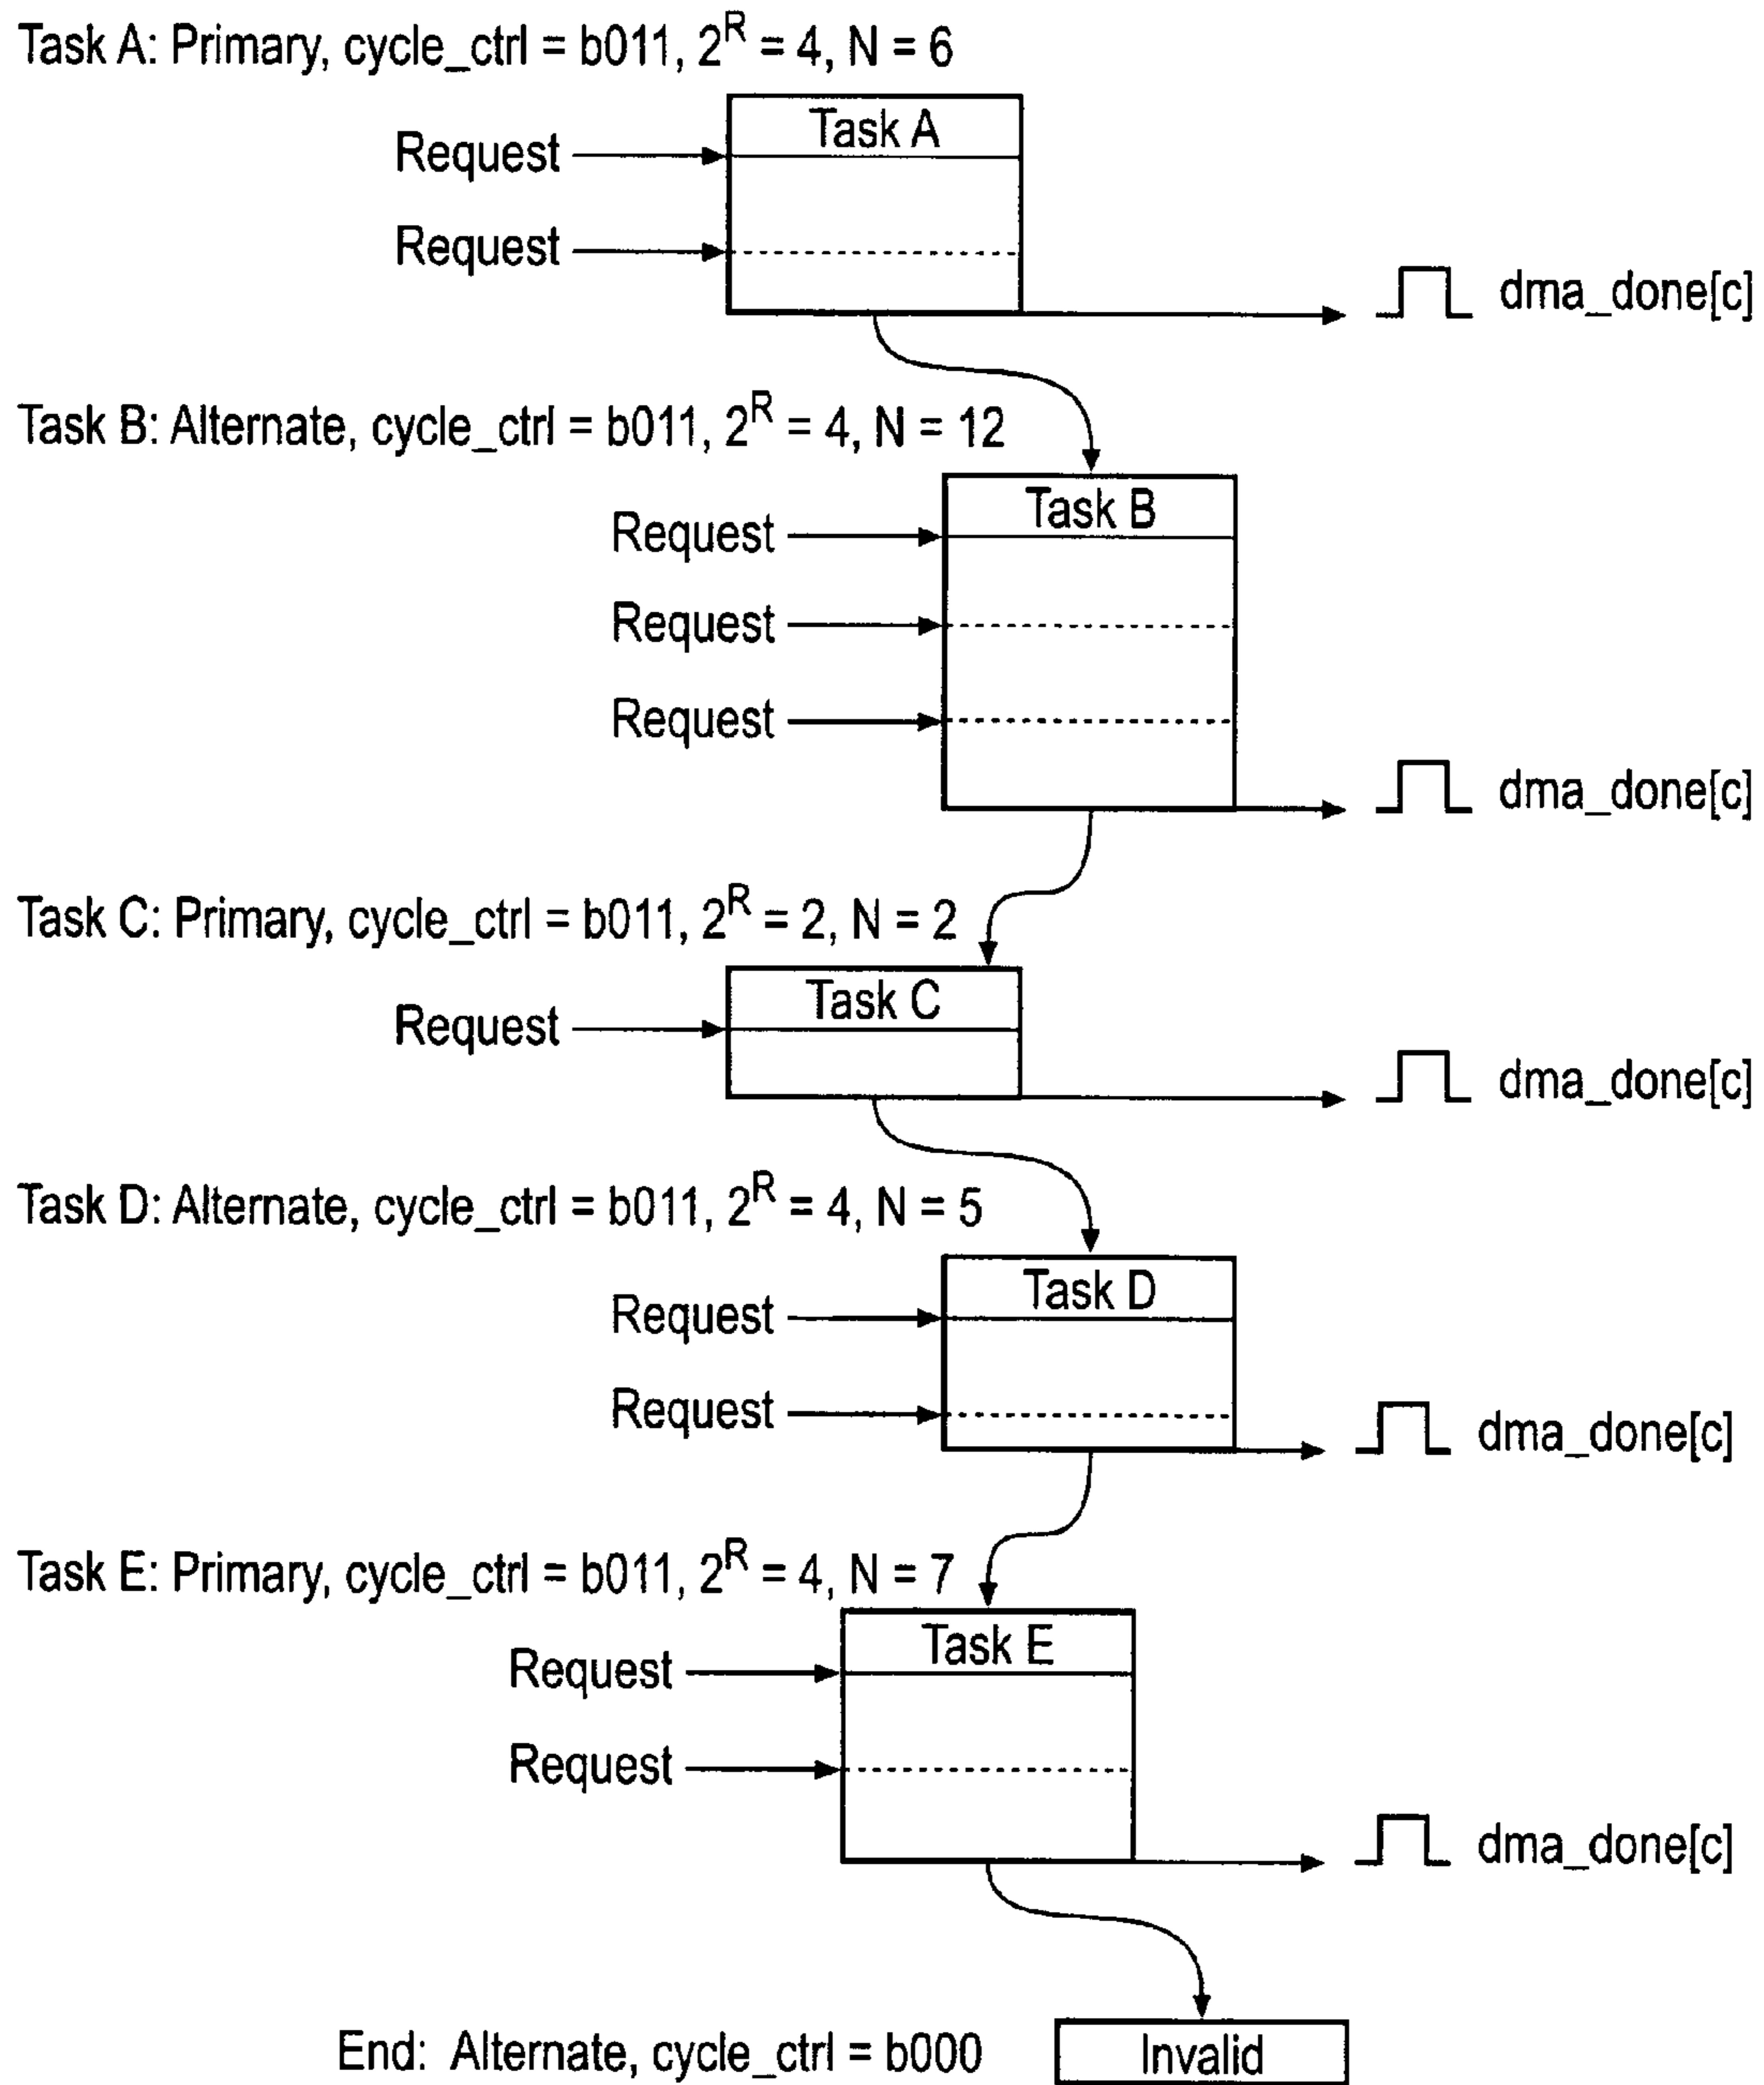 Task A: Primary, cycle_ctrl = b011, 2^R = 4, N = 6
Task A
Request
Request
dma_done[c]
Task B: Alternate, cycle_ctrl = b011, 2^R = 4, N = 12
Task B
Request
Request
Request
dma_done[c]
Task C: Primary, cycle_ctrl = b011, 2^R = 2, N = 2
Task C
Request
dma_done[c]
Task D: Alternate, cycle_ctrl = b011, 2^R = 4, N = 5
Task D
Request
Request
dma_done[c]
Task E: Primary, cycle_ctrl = b011, 2^R = 4, N = 7
Task E
Request
Request
dma_done[c]
End: Alternate, cycle_ctrl = b000
Invalid